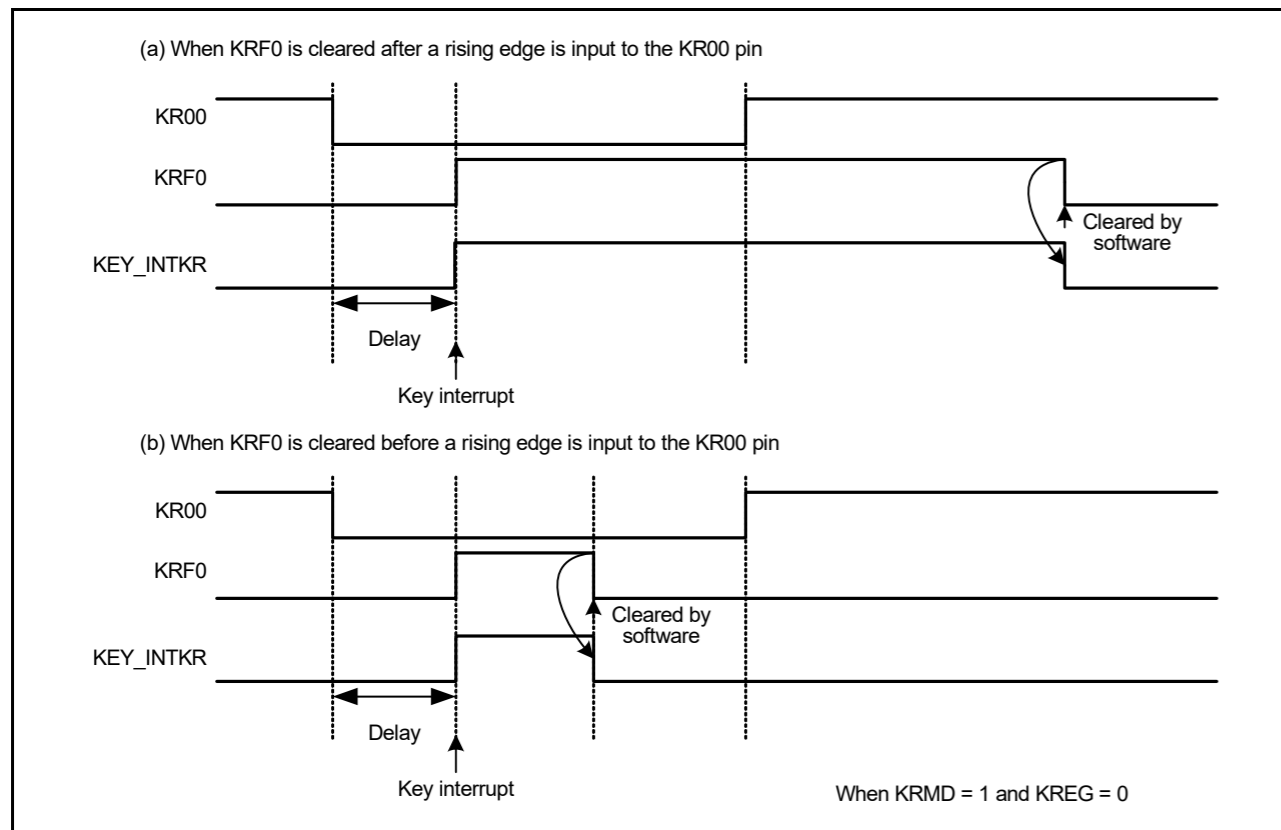 (a) When KRF0 is cleared after a rising edge is input to the KR00 pin
KR00
KRF0
Cleared by
software
KEY_INTKR
Delay
Key interrupt
(b) When KRF0 is cleared before a rising edge is input to the KR00 pin
KR00
KRF0
Cleared by
software
KEY_INTKR
Delay
Key interrupt
When KRMD = 1 and KREG = 0